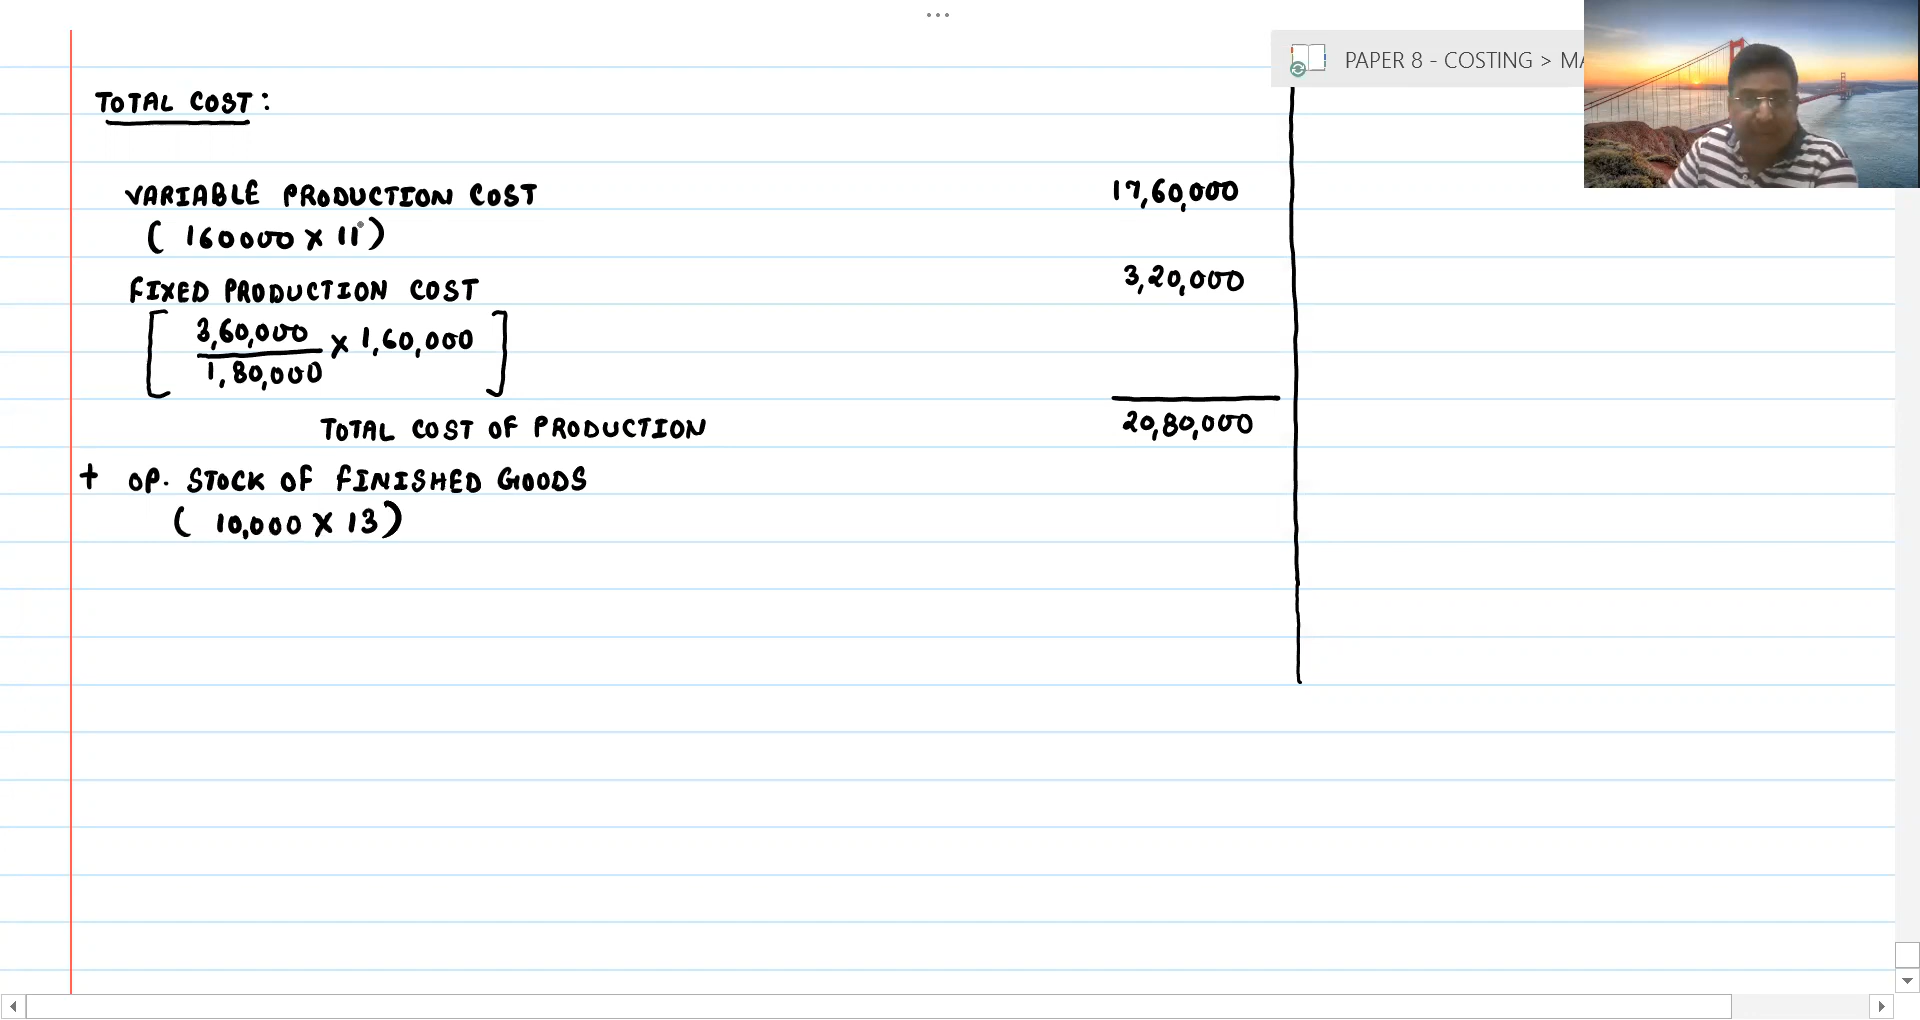 PAPER 8 - COSTING > MA
TOTAL COST :
VARIABLE PRODUCTION COST 17,60,000
( 160000 × 11 )
FIXED PRODUCTION COST 3,20,000
[ 3,60,000 / 1,80,000 × 1,60,000 ]
TOTAL COST OF PRODUCTION 20,80,000
+ OP. STOCK OF FINISHED GOODS
( 10,000 × 13 )